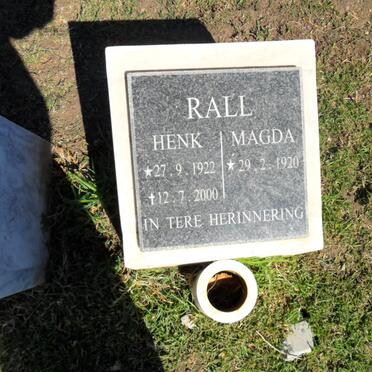 RALL
HENK MAGDA
★27.9.1922 ★29.2.1920
✝12.7.2000
IN TERE HERINNERING